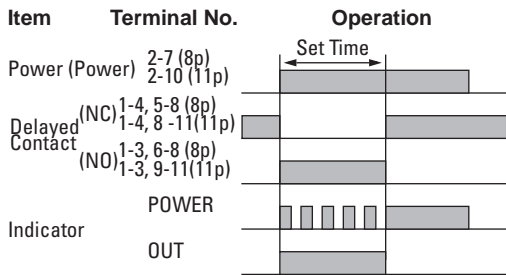 Item Terminal No. Operation
Set Time
Power (Power) 2-7 (8p)
2-10 (11p)
Delayed Contact (NC) 1-4, 5-8 (8p)
1-4, 8 -11(11p)
(NO) 1-3, 6-8 (8p)
1-3, 9-11(11p)
Indicator POWER
OUT